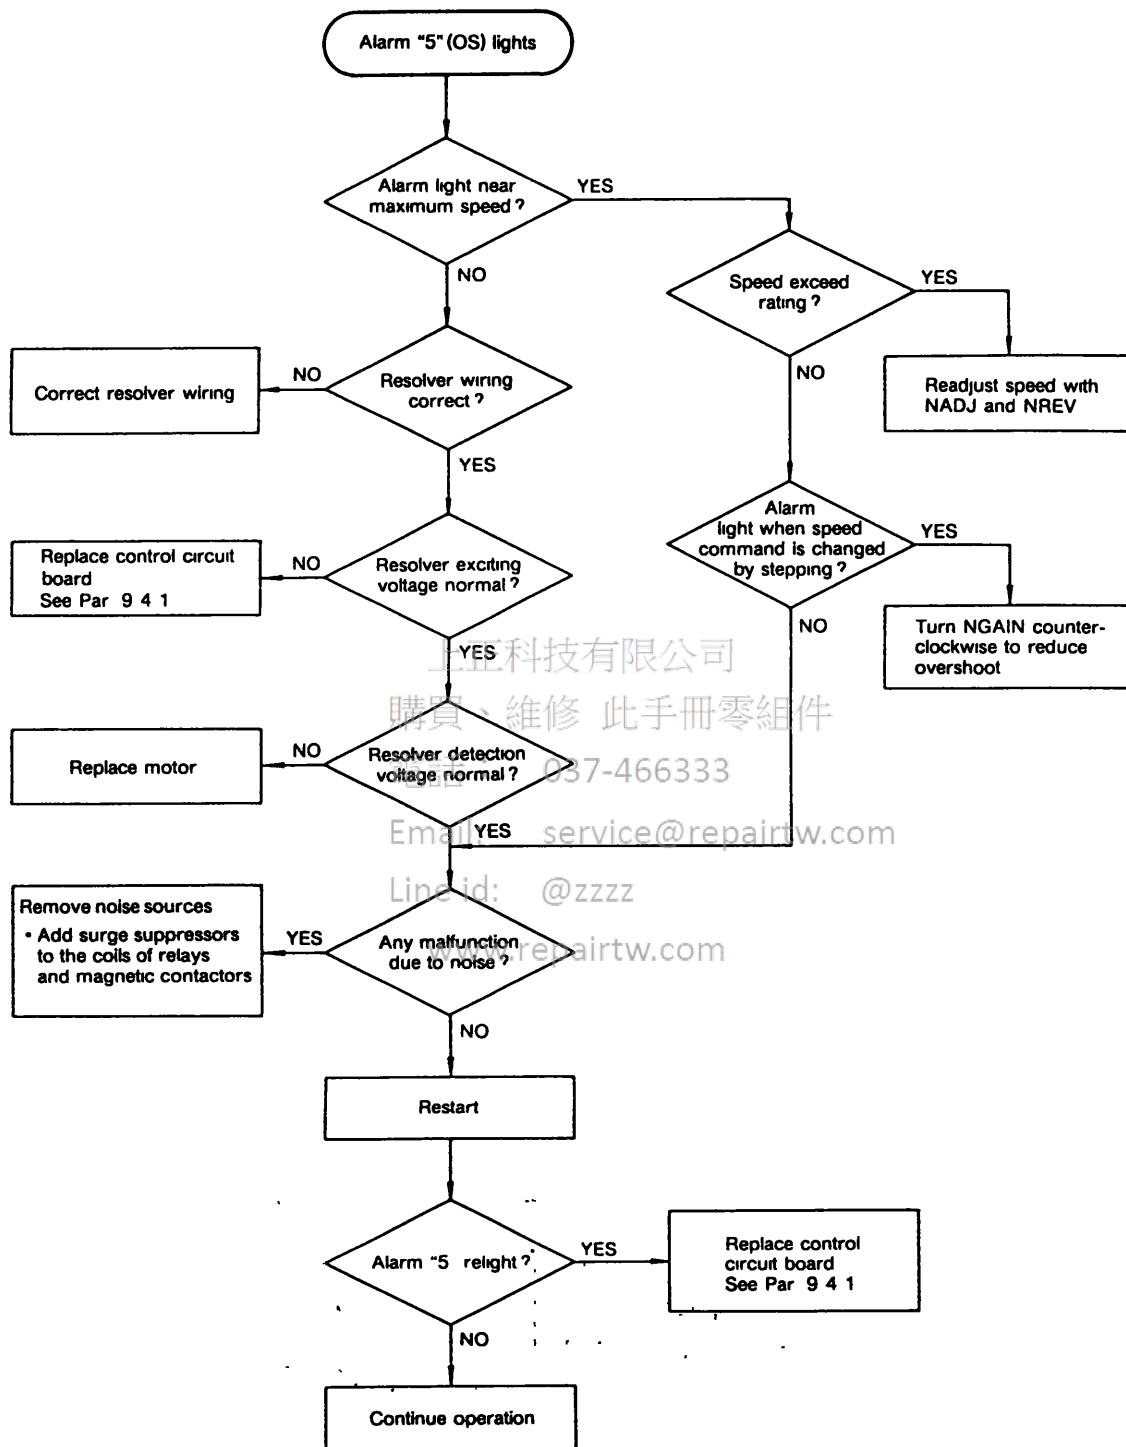 Alarm "5" (OS) lights
Alarm light near
maximum speed ?
YES
NO
Speed exceed
rating ?
YES
NO
Readjust speed with
NADJ and NREV
Resolver wiring
correct ?
NO
YES
Correct resolver wiring
Alarm
light when speed
command is changed
by stepping ?
YES
NO
Turn NGAIN counter-
clockwise to reduce
overshoot
Resolver exciting
voltage normal ?
NO
YES
Replace control circuit
board
See Par 9 4 1
上正科技有限公司
購買、維修 此手冊零組件
Resolver detection
voltage normal ?
NO
YES
Replace motor
電話： 037-466333
Email: service@repairtw.com
Line id: @zzzz
www.repairtw.com
Any malfunction
due to noise ?
YES
NO
Remove noise sources
• Add surge suppressors
to the coils of relays
and magnetic contactors
Restart
Alarm "5 relight ?
YES
NO
Replace control
circuit board
See Par 9 4 1
Continue operation